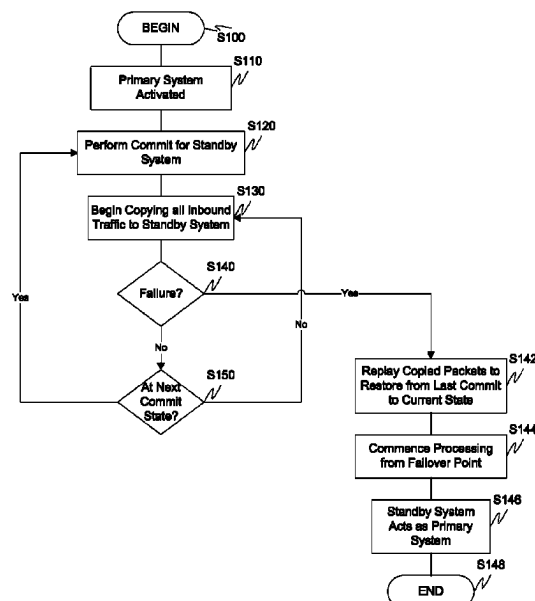 BEGIN
S100
S110
Primary System
Activated
S120
Perform Commit for Standby
System
S130
Begin Copying all Inbound
Traffic to Standby System
S140
Failure?
Yes
Yes
No
No
S150
At Next
Commit
State?
S142
Replay Copied Packets to
Restore from Last Commit
to Current State
S144
Commence Processing
from Failover Point
S146
Standby System
Acts as Primary
System
S148
END